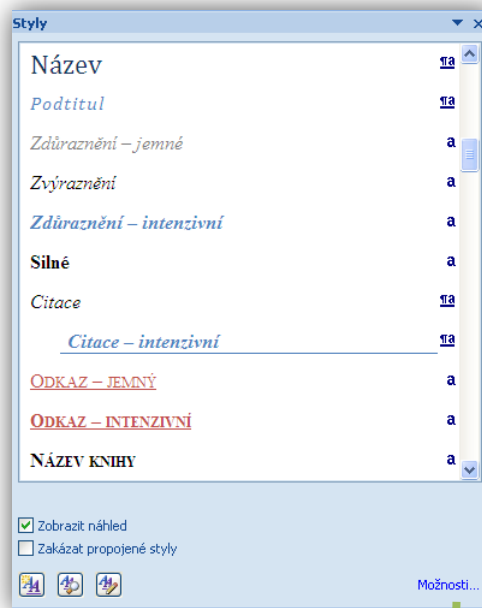 Styly
Název ¶a
Podtitul ¶a
Zdůraznění – jemné a
Zvýraznění a
Zdůraznění – intenzivní a
Silné a
Citace ¶a
Citace – intenzivní ¶a
ODKAZ – JEMNÝ a
ODKAZ – INTENZIVNÍ a
NÁZEV KNIHY a
Zobrazit náhled
Zakázat propojené styly
Možnosti...